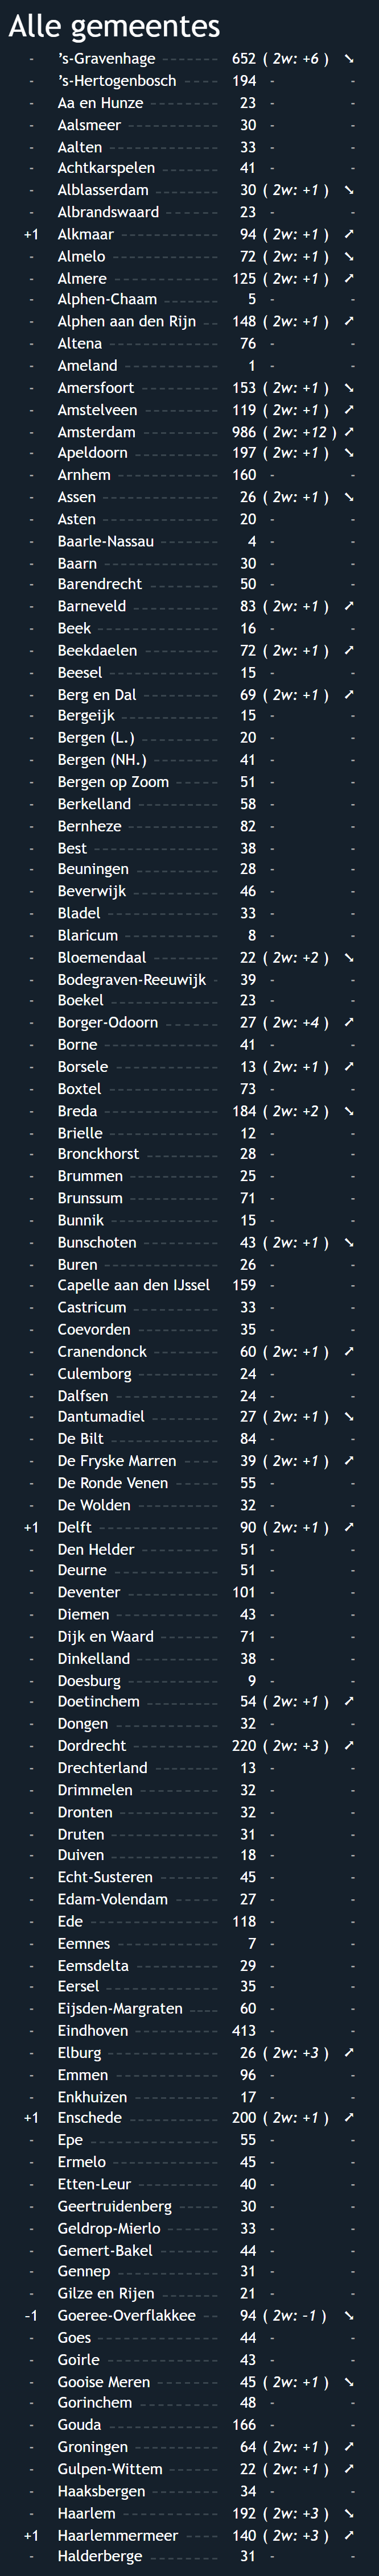 Alle gemeentes
- 's-Gravenhage 652 ( 2w: +6 ) ➘
- 's-Hertogenbosch 194 - -
- Aa en Hunze 23 - -
- Aalsmeer 30 - -
- Aalten 33 - -
- Achtkarspelen 41 - -
- Alblasserdam 30 ( 2w: +1 ) ➘
- Albrandswaard 23 - -
+1 Alkmaar 94 ( 2w: +1 ) ➚
- Almelo 72 ( 2w: +1 ) ➘
- Almere 125 ( 2w: +1 ) ➚
- Alphen-Chaam 5 - -
- Alphen aan den Rijn 148 ( 2w: +1 ) ➚
- Altena 76 - -
- Ameland 1 - -
- Amersfoort 153 ( 2w: +1 ) ➘
- Amstelveen 119 ( 2w: +1 ) ➚
- Amsterdam 986 ( 2w: +12 ) ➚
- Apeldoorn 197 ( 2w: +1 ) ➘
- Arnhem 160 - -
- Assen 26 ( 2w: +1 ) ➘
- Asten 20 - -
- Baarle-Nassau 4 - -
- Baarn 30 - -
- Barendrecht 50 - -
- Barneveld 83 ( 2w: +1 ) ➚
- Beek 16 - -
- Beekdaelen 72 ( 2w: +1 ) ➚
- Beesel 15 - -
- Berg en Dal 69 ( 2w: +1 ) ➚
- Bergeijk 15 - -
- Bergen (L.) 20 - -
- Bergen (NH.) 41 - -
- Bergen op Zoom 51 - -
- Berkelland 58 - -
- Bernheze 82 - -
- Best 38 - -
- Beuningen 28 - -
- Beverwijk 46 - -
- Bladel 33 - -
- Blaricum 8 - -
- Bloemendaal 22 ( 2w: +2 ) ➘
- Bodegraven-Reeuwijk 39 - -
- Boekel 23 - -
- Borger-Odoorn 27 ( 2w: +4 ) ➚
- Borne 41 - -
- Borsele 13 ( 2w: +1 ) ➚
- Boxtel 73 - -
- Breda 184 ( 2w: +2 ) ➘
- Brielle 12 - -
- Bronckhorst 28 - -
- Brummen 25 - -
- Brunssum 71 - -
- Bunnik 15 - -
- Bunschoten 43 ( 2w: +1 ) ➘
- Buren 26 - -
- Capelle aan den IJssel 159 - -
- Castricum 33 - -
- Coevorden 35 - -
- Cranendonck 60 ( 2w: +1 ) ➚
- Culemborg 24 - -
- Dalfsen 24 - -
- Dantumadiel 27 ( 2w: +1 ) ➘
- De Bilt 84 - -
- De Fryske Marren 39 ( 2w: +1 ) ➚
- De Ronde Venen 55 - -
- De Wolden 32 - -
+1 Delft 90 ( 2w: +1 ) ➚
- Den Helder 51 - -
- Deurne 51 - -
- Deventer 101 - -
- Diemen 43 - -
- Dijk en Waard 71 - -
- Dinkelland 38 - -
- Doesburg 9 - -
- Doetinchem 54 ( 2w: +1 ) ➚
- Dongen 32 - -
- Dordrecht 220 ( 2w: +3 ) ➚
- Drechterland 13 - -
- Drimmelen 32 - -
- Dronten 32 - -
- Druten 31 - -
- Duiven 18 - -
- Echt-Susteren 45 - -
- Edam-Volendam 27 - -
- Ede 118 - -
- Eemnes 7 - -
- Eemsdelta 29 - -
- Eersel 35 - -
- Eijsden-Margraten 60 - -
- Eindhoven 413 - -
- Elburg 26 ( 2w: +3 ) ➚
- Emmen 96 - -
- Enkhuizen 17 - -
+1 Enschede 200 ( 2w: +1 ) ➚
- Epe 55 - -
- Ermelo 45 - -
- Etten-Leur 40 - -
- Geertruidenberg 30 - -
- Geldrop-Mierlo 33 - -
- Gemert-Bakel 44 - -
- Gennep 31 - -
- Gilze en Rijen 21 - -
-1 Goeree-Overflakkee 94 ( 2w: -1 ) ➘
- Goes 44 - -
- Goirle 43 - -
- Gooise Meren 45 ( 2w: +1 ) ➘
- Gorinchem 48 - -
- Gouda 166 - -
- Groningen 64 ( 2w: +1 ) ➚
- Gulpen-Wittem 22 ( 2w: +1 ) ➚
- Haaksbergen 34 - -
- Haarlem 192 ( 2w: +3 ) ➘
+1 Haarlemmermeer 140 ( 2w: +3 ) ➚
- Halderberge 31 - -